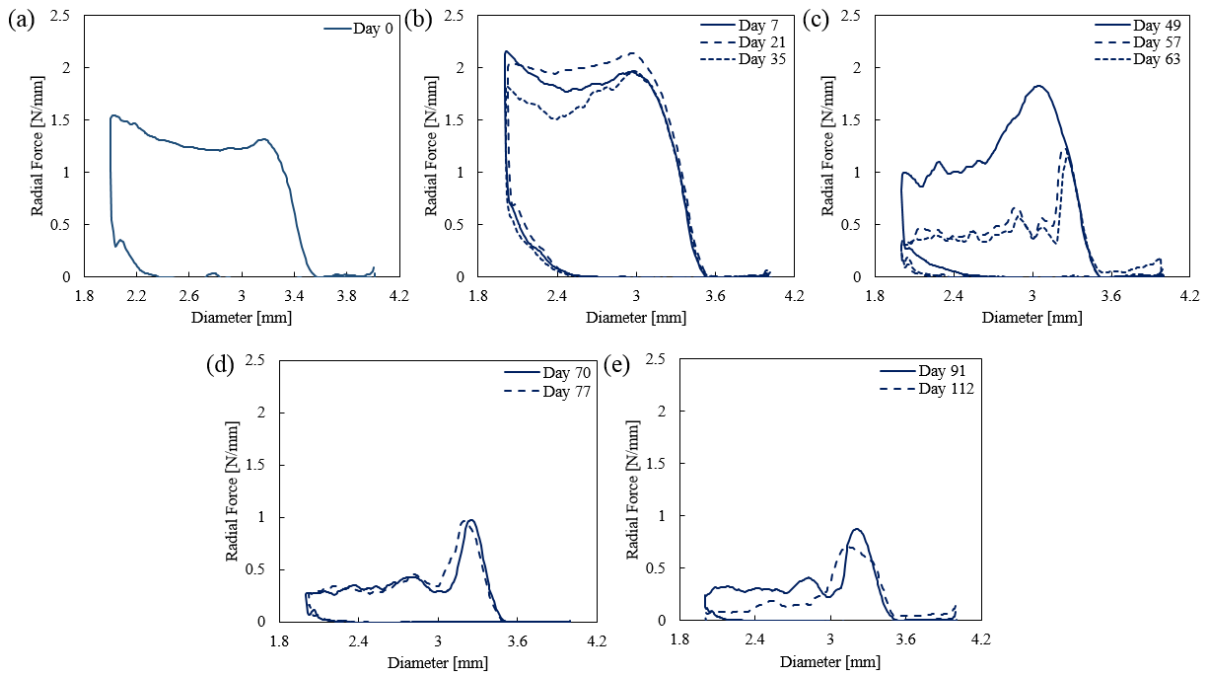 (a)
Day 0
2.5
2
1.5
1
0.5
0
Radial Force [N/mm]
1.8 2.4 3 3.4 4.2
Diameter [mm]
(b)
Day 7
Day 21
Day 35
2.5
2
1.5
1
0.5
0
Radial Force [N/mm]
1.8 2.4 3 3.6 4.2
Diameter [mm]
(c)
Day 49
Day 57
Day 63
2.5
2
1.5
1
0.5
0
Radial Force [N/mm]
1.8 2.4 3 3.6 4.2
Diameter [mm]
(d)
Day 70
Day 77
2.5
2
1.5
1
0.5
0
Radial Force [N/mm]
1.8 2.4 3 3.6 4.2
Diameter [mm]
(e)
Day 91
Day 112
2.5
2
1.5
1
0.5
0
Radial Force [N/mm]
1.8 2.4 3 3.6 4.2
Diameter [mm]